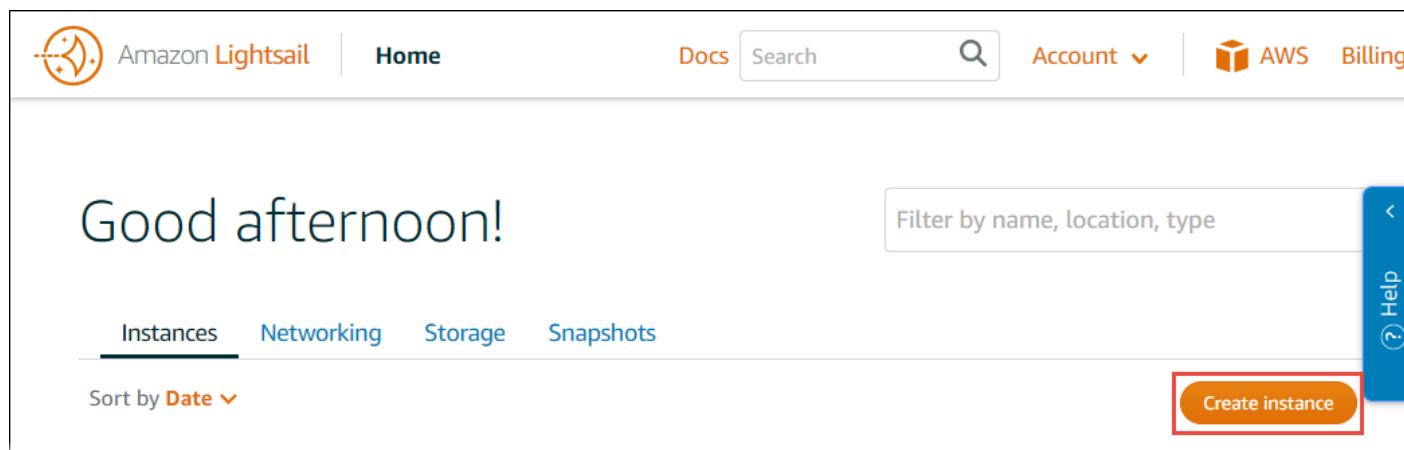 Amazon Lightsail Home Docs Search Account AWS Billing
Good afternoon!
Filter by name, location, type
? Help
Instances Networking Storage Snapshots
Sort by Date
Create instance